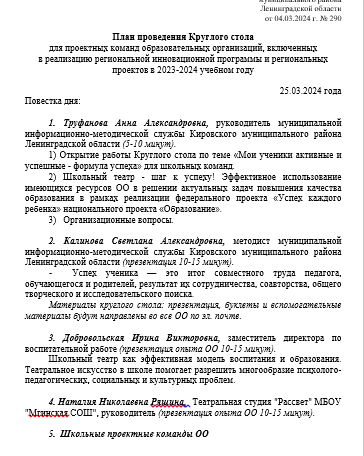 муниципального района
Ленинградской области
от 04.03.2024 г. № 290
План проведения Круглого стола
для проектных команд образовательных организаций, включенных
в реализацию региональной инновационной программы и региональных
проектов в 2023-2024 учебном году
25.03.2024 года
Повестка дня:
1. Труфанова Анна Александровна, руководитель муниципальной
информационно-методической службы Кировского муниципального района
Ленинградской области (5-10 минут).
1) Открытие работы Круглого стола по теме «Мои ученики активные и
успешные - формула успеха» для школьных команд.
2) Школьный театр - шаг к успеху! Эффективное использование
имеющихся ресурсов ОО в решении актуальных задач повышения качества
образования в рамках реализации федерального проекта «Успех каждого
ребенка» национального проекта «Образование».
3) Организационные вопросы.
2. Калинова Светлана Александровна, методист муниципальной
информационно-методической службы Кировского муниципального района
Ленинградской области (презентация 10-15 минут).
- Успех ученика — это итог совместного труда педагога,
обучающегося и родителей, результат их сотрудничества, соавторства, общего
творческого и исследовательского поиска.
Материалы круглого стола: презентация, буклеты и вспомогательные
материалы будут направлены во все ОО по эл. почте.
3. Добровольская Ирина Викторовна, заместитель директора по
воспитательной работе (презентация опыта ОО 10-15 минут).
Школьный театр как эффективная модель воспитания и образования.
Театральное искусство в школе помогает разрешить многообразие психолого-
педагогических, социальных и культурных проблем.
4. Наталия Николаевна Ряшина, Театральная студия "Рассвет" МБОУ
"Мгинская СОШ", руководитель (презентация опыта ОО 10-15 минут).
5. Школьные проектные команды ОО